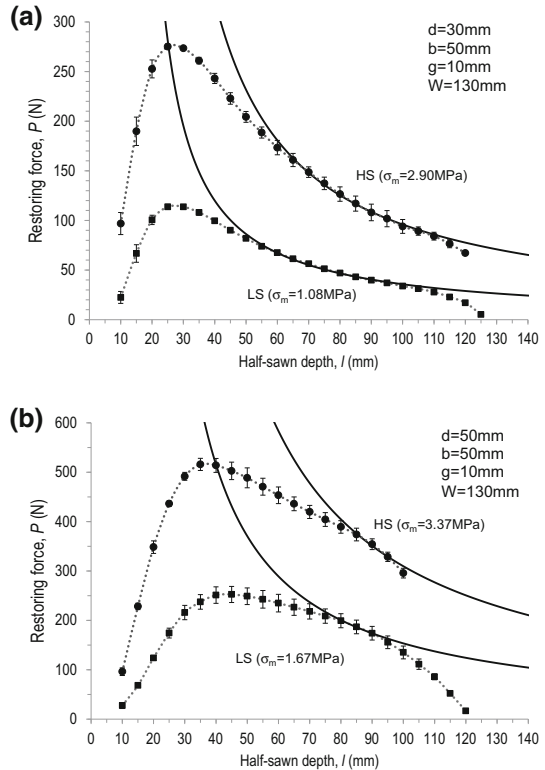 (a)
300
250
200
150
100
50
0
Restoring force, P (N)
d=30mm
b=50mm
g=10mm
W=130mm
HS (σm=2.90MPa)
LS (σm=1.08MPa)
0 10 20 30 40 50 60 70 80 90 100 110 120 130 140
Half-sawn depth, l (mm)
(b)
600
500
400
300
200
100
0
Restoring force, P (N)
d=50mm
b=50mm
g=10mm
W=130mm
HS (σm=3.37MPa)
LS (σm=1.67MPa)
0 10 20 30 40 50 60 70 80 90 100 110 120 130 140
Half-sawn depth, l (mm)